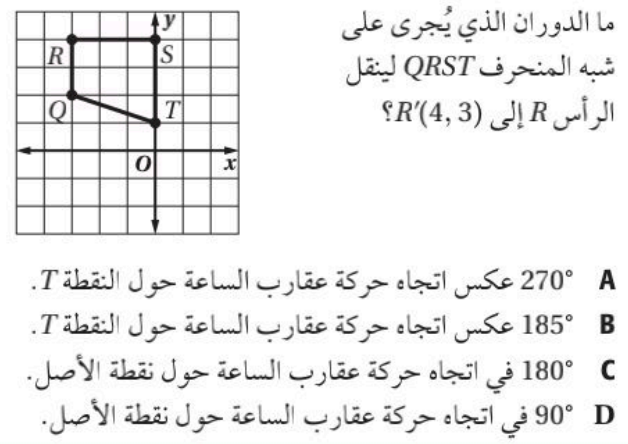 ما الدوران الذي يُجرى على
شبه المنحرف QRST لينقل
الرأس R إلى R′(4, 3)؟
y
R
S
Q
T
O
x
A 270° عكس اتجاه حركة عقارب الساعة حول النقطة T.
B 185° عكس اتجاه حركة عقارب الساعة حول النقطة T.
C 180° في اتجاه حركة عقارب الساعة حول نقطة الأصل.
D 90° في اتجاه حركة عقارب الساعة حول نقطة الأصل.